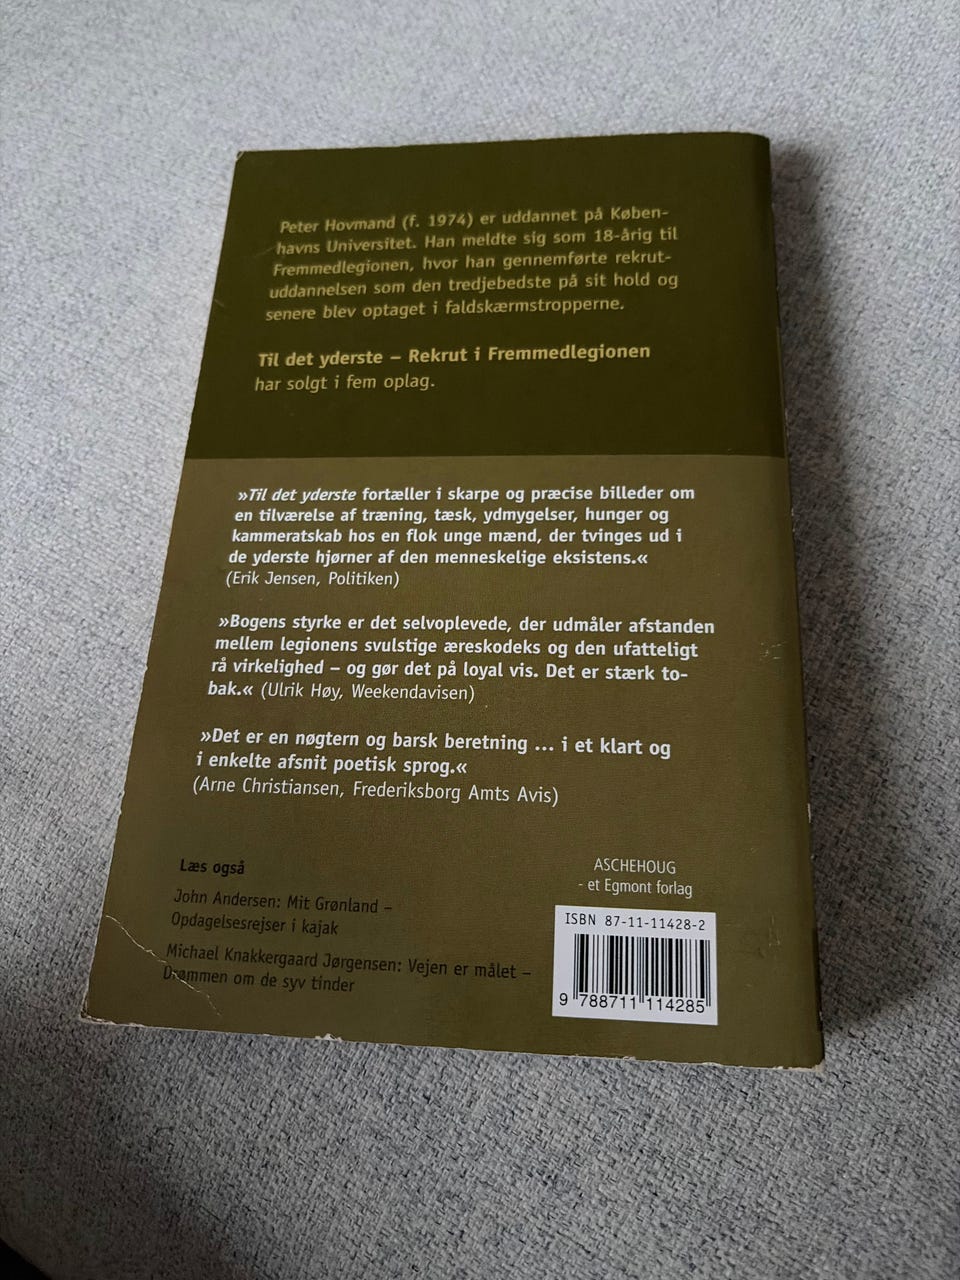 Peter Hovmand (f. 1974) er uddannet på Køben-
havns Universitet. Han meldte sig som 18-årig til
Fremmedlegionen, hvor han gennemførte rekrut-
uddannelsen som den tredjebedste på sit hold og
senere blev optaget i faldskærmstropperne.
Til det yderste – Rekrut i Fremmedlegionen
har solgt i fem oplag.
»Til det yderste fortæller i skarpe og præcise billeder om
en tilværelse af træning, tæsk, ydmygelser, hunger og
kammeratskab hos en flok unge mænd, der tvinges ud i
de yderste hjørner af den menneskelige eksistens.«
(Erik Jensen, Politiken)
»Bogens styrke er det selvoplevede, der udmåler afstanden
mellem legionens svulstige æreskodeks og den ufatteligt
rå virkelighed – og gør det på loyal vis. Det er stærk to-
bak.« (Ulrik Høy, Weekendavisen)
»Det er en nøgtern og barsk beretning ... i et klart og
i enkelte afsnit poetisk sprog.«
(Arne Christiansen, Frederiksborg Amts Avis)
Læs også
John Andersen: Mit Grønland –
Opdagelsesrejser i kajak
Michael Knakkergaard Jørgensen: Vejen er målet –
Drømmen om de syv tinder
ASCHEHOUG
- et Egmont forlag
ISBN 87-11-11428-2
9 788711 114285